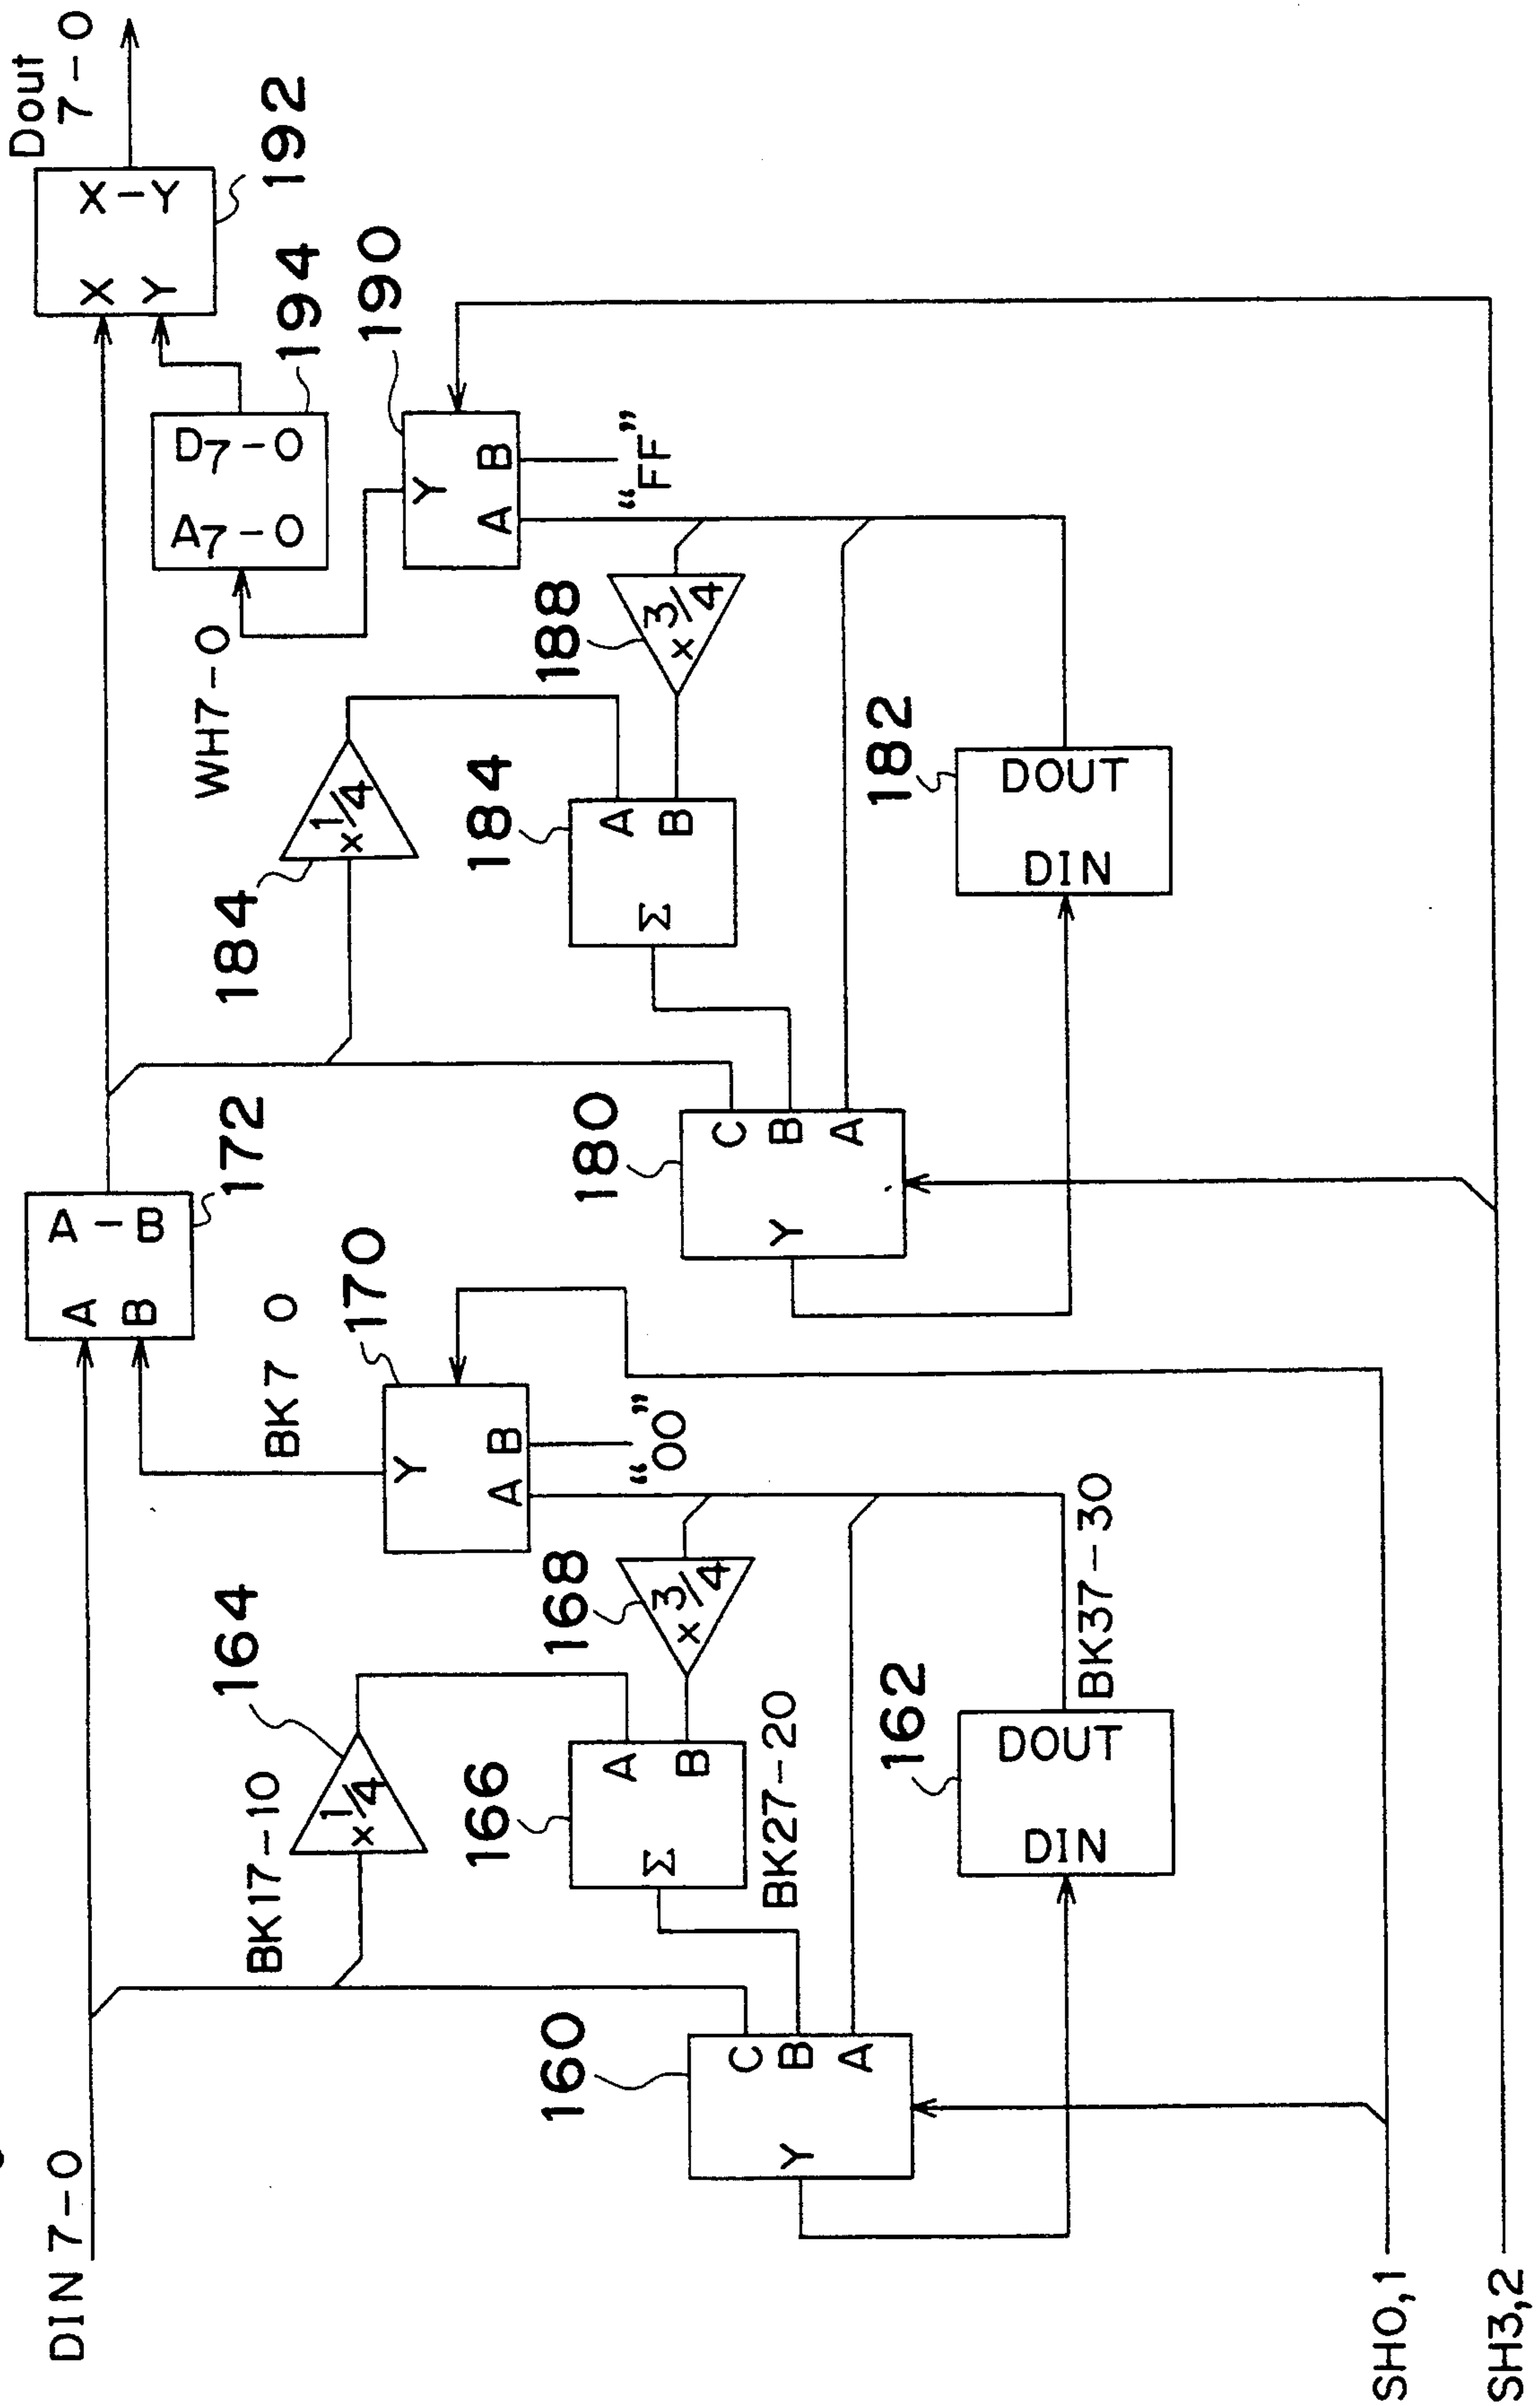 DIN 7-0
BK17-10
164
x 1/4
160
C
B
A
Y
166
A
B
Σ
BK27-20
168
x 3/4
162
DIN
DOUT
BK37-30
170
Y
A
B
"00"
BK7 0
172
A
B
A-B
180
C
B
A
Y
184
x 1/4
184
A
B
Σ
188
x 3/4
182
DIN
DOUT
WH7-0
190
Y
A
B
"FF"
194
A7-0
D7-0
192
X
Y
X-Y
Dout
7-0
SH0,1
SH3,2